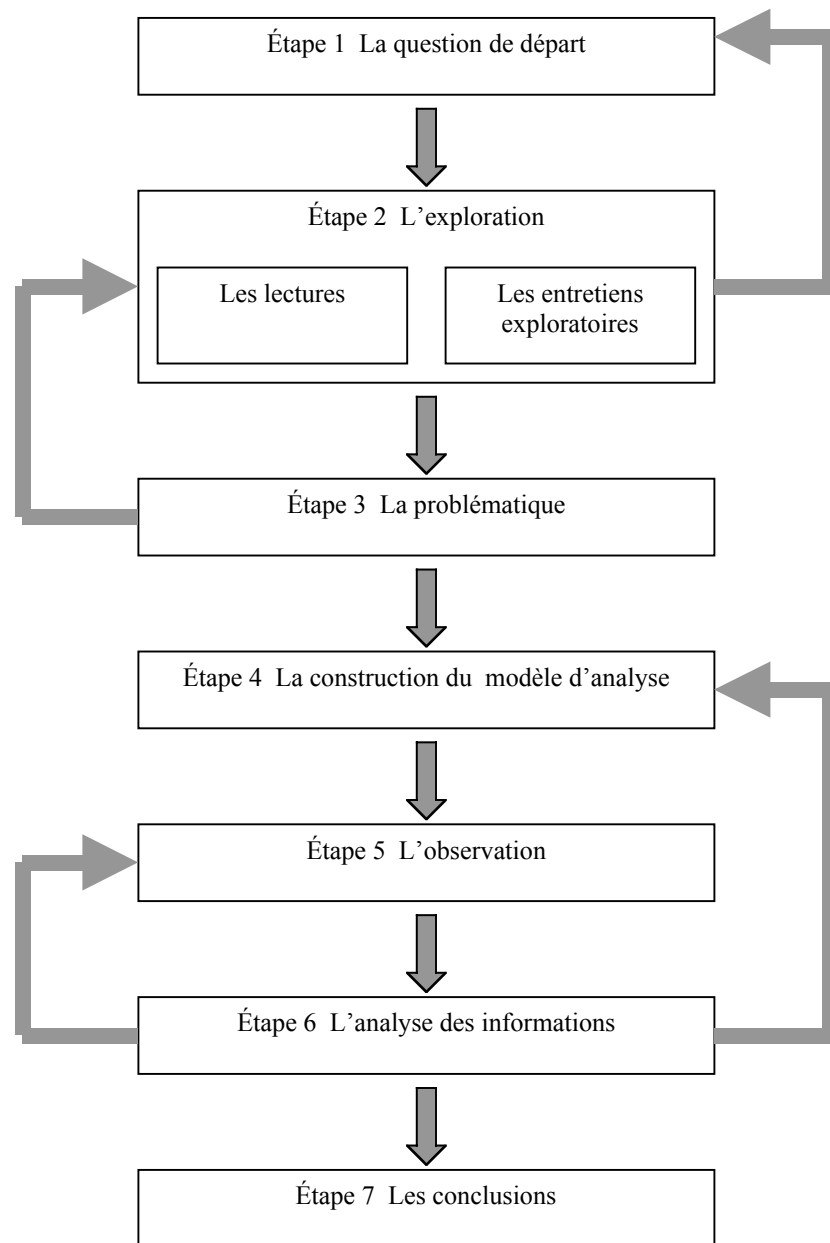 Étape 1 La question de départ
Étape 2 L’exploration
Les lectures
Les entretiens
exploratoires
Étape 3 La problématique
Étape 4 La construction du modèle d’analyse
Étape 5 L’observation
Étape 6 L’analyse des informations
Étape 7 Les conclusions